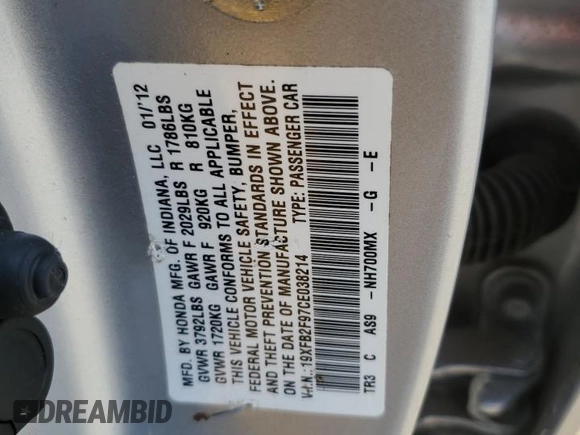 MFD. BY HONDA MFG. OF INDIANA, LLC 01/'12
GVWR 3792LBS GAWR F 2029LBS R 1786LBS
GVWR 1720KG GAWR F 920KG R 810KG
THIS VEHICLE CONFORMS TO ALL APPLICABLE
FEDERAL MOTOR VEHICLE SAFETY, BUMPER,
AND THEFT PREVENTION STANDARDS IN EFFECT
ON THE DATE OF MANUFACTURE SHOWN ABOVE.
V.I.N.:19XFB2F97CE038214 TYPE: PASSENGER CAR
TR3 C AS9 -NH700MX -G -E
DREAMBID